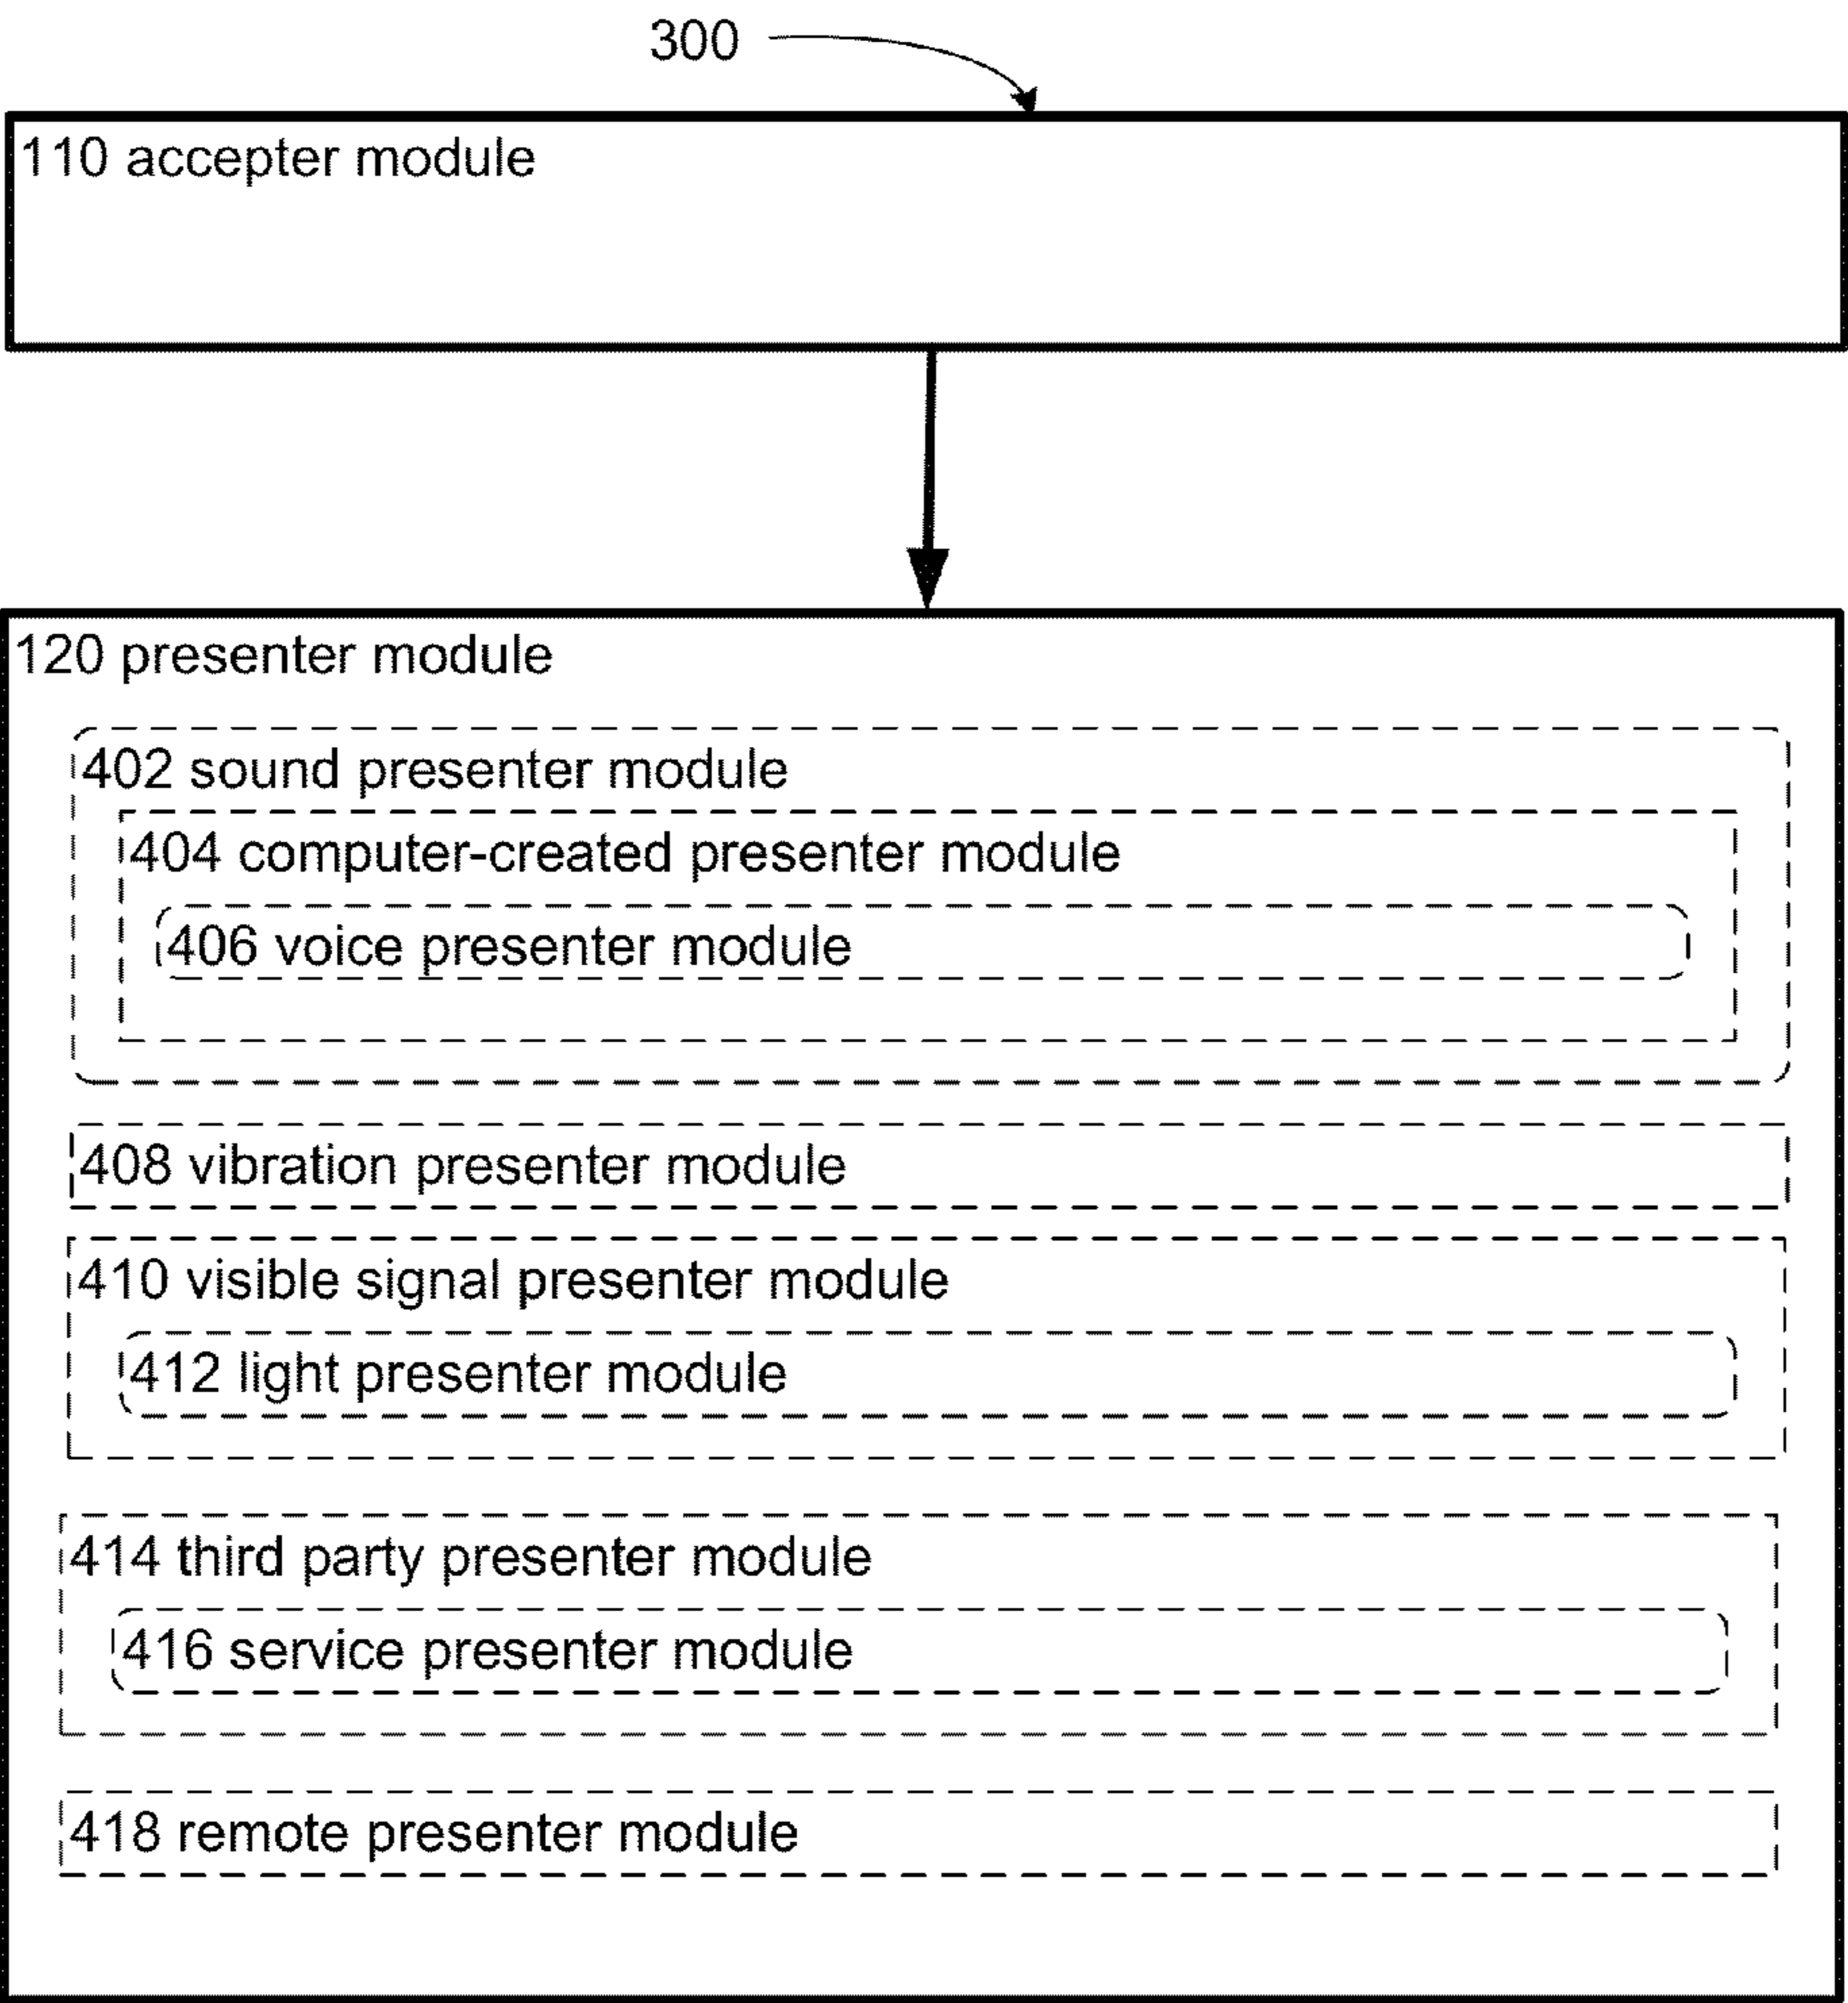 300
110 accepter module
120 presenter module
402 sound presenter module
404 computer-created presenter module
406 voice presenter module
408 vibration presenter module
410 visible signal presenter module
412 light presenter module
414 third party presenter module
416 service presenter module
418 remote presenter module